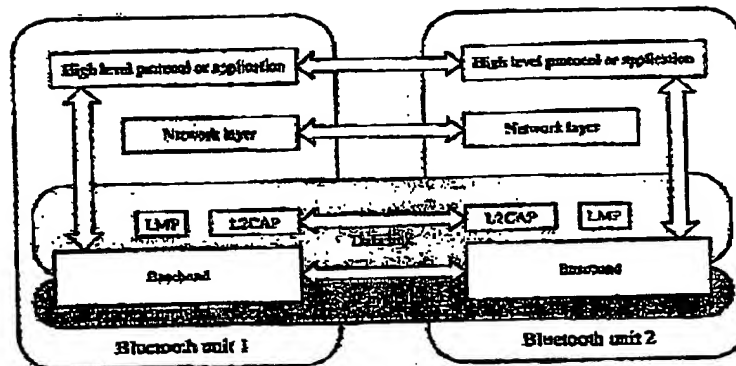 High level protocol or application
High level protocol or application
Network layer
Network layer
LMP
L2CAP
L2CAP
LMP
Data link
Baseband
Baseband
Bluetooth unit 1
Bluetooth unit 2